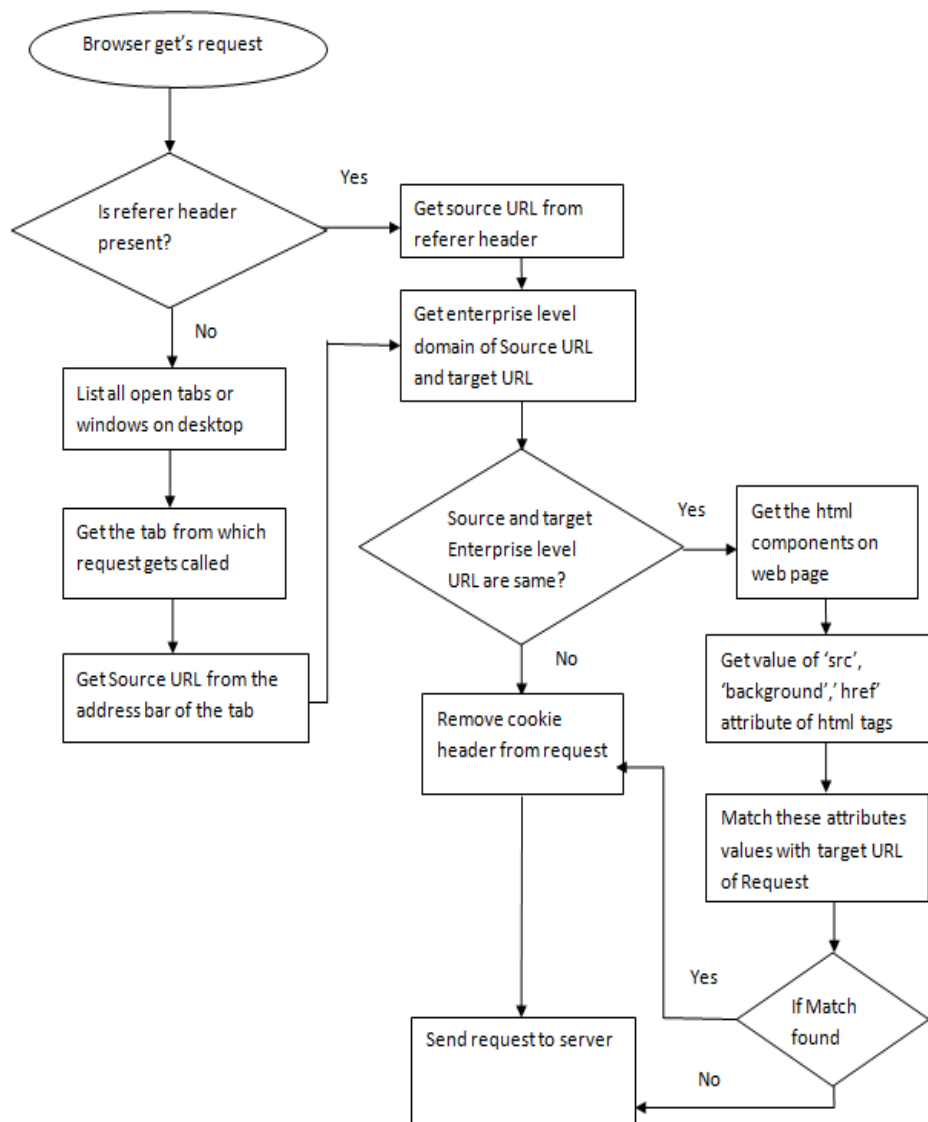 Browser get's request
Yes
Is referer header
present?
Get source URL from
referer header
No
Get enterprise level
domain of Source URL
and target URL
List all open tabs or
windows on desktop
Get the tab from which
request gets called
Source and target
Enterprise level
URL are same?
Yes
Get the html
components on
web page
Get Source URL from the
address bar of the tab
No
Get value of ‘src’,
‘background’,’ href’
attribute of html tags
Remove cookie
header from request
Match these attributes
values with target URL
of Request
Yes
If Match
found
Send request to server
No